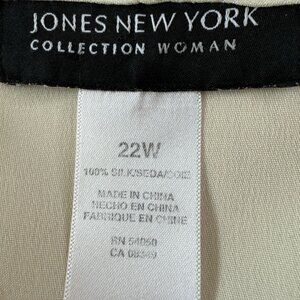 JONES NEW YORK
COLLECTION WOMAN
22W
100% SILK/SEDA/SOIE
MADE IN CHINA
HECHO EN CHINA
FABRIQUE EN CHINE
RN 54050
CA 08349